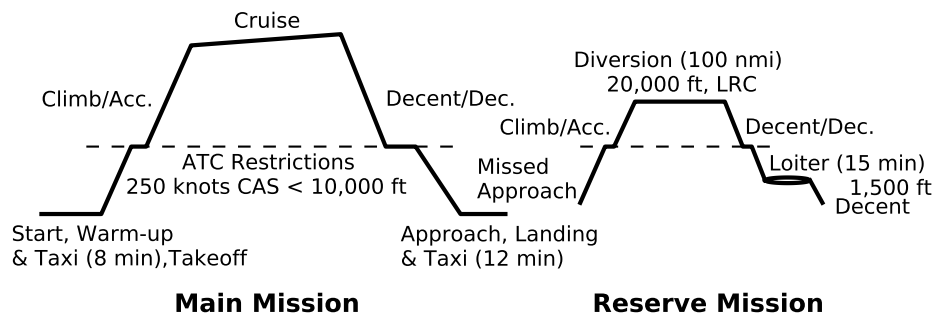 Cruise
Climb/Acc.
Decent/Dec.
ATC Restrictions
250 knots CAS < 10,000 ft
Start, Warm-up
& Taxi (8 min),Takeoff
Approach, Landing
& Taxi (12 min)
Main Mission
Diversion (100 nmi)
20,000 ft, LRC
Climb/Acc.
Decent/Dec.
Missed
Approach
Loiter (15 min)
1,500 ft
Decent
Reserve Mission